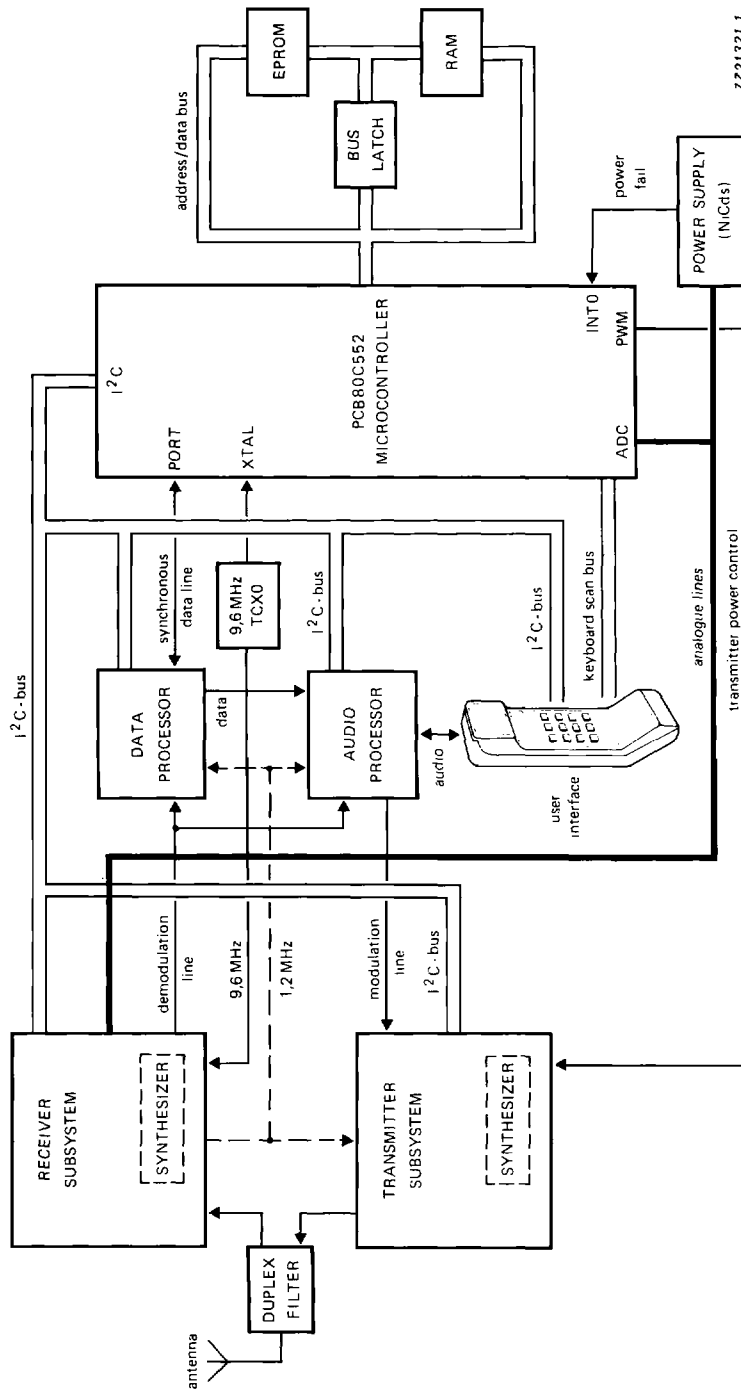 antenna
DUPLEX
FILTER
RECEIVER
SUBSYSTEM
SYNTHESIZER
TRANSMITTER
SUBSYSTEM
SYNTHESIZER
I²C-bus
demodulation
line
9,6 MHz
1,2 MHz
modulation
line
I²C-bus
DATA
PROCESSOR
data
AUDIO
PROCESSOR
audio
user
interface
synchronous
data line
9,6 MHz
TCXO
I²C-bus
I²C-bus
keyboard scan bus
analogue lines
transmitter power control
I²C
PORT
XTAL
PCB80C552
MICROCONTROLLER
ADC
INT0
PWM
address/data bus
EPROM
BUS
LATCH
RAM
power
fail
POWER SUPPLY
(NiCds)